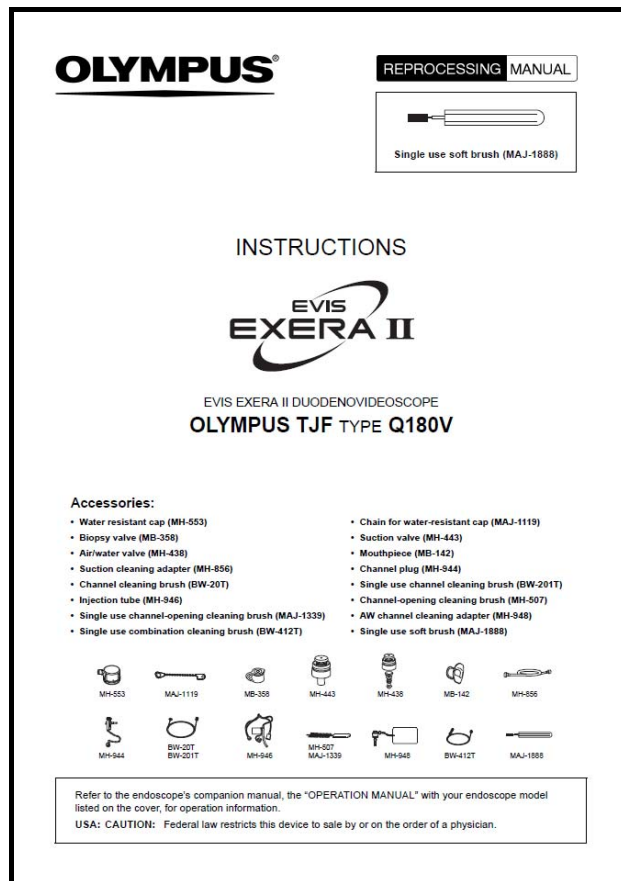 OLYMPUS®
REPROCESSING MANUAL
Single use soft brush (MAJ-1888)
INSTRUCTIONS
EVIS
EXERA II
EVIS EXERA II DUODENOVIDEOSCOPE
OLYMPUS TJF TYPE Q180V
Accessories:
• Water resistant cap (MH-553)
• Biopsy valve (MB-358)
• Air/water valve (MH-438)
• Suction cleaning adapter (MH-856)
• Channel cleaning brush (BW-20T)
• Injection tube (MH-946)
• Single use channel-opening cleaning brush (MAJ-1339)
• Single use combination cleaning brush (BW-412T)
• Chain for water-resistant cap (MAJ-1119)
• Suction valve (MH-443)
• Mouthpiece (MB-142)
• Channel plug (MH-944)
• Single use channel cleaning brush (BW-201T)
• Channel-opening cleaning brush (MH-507)
• AW channel cleaning adapter (MH-948)
• Single use soft brush (MAJ-1888)
MH-553 MAJ-1119 MB-358 MH-443 MH-438 MB-142 MH-856
MH-944 BW-20T MH-946 MH-507 MH-948 BW-412T MAJ-1888
BW-201T MAJ-1339
Refer to the endoscope's companion manual, the “OPERATION MANUAL” with your endoscope model
listed on the cover, for operation information.
USA: CAUTION: Federal law restricts this device to sale by or on the order of a physician.